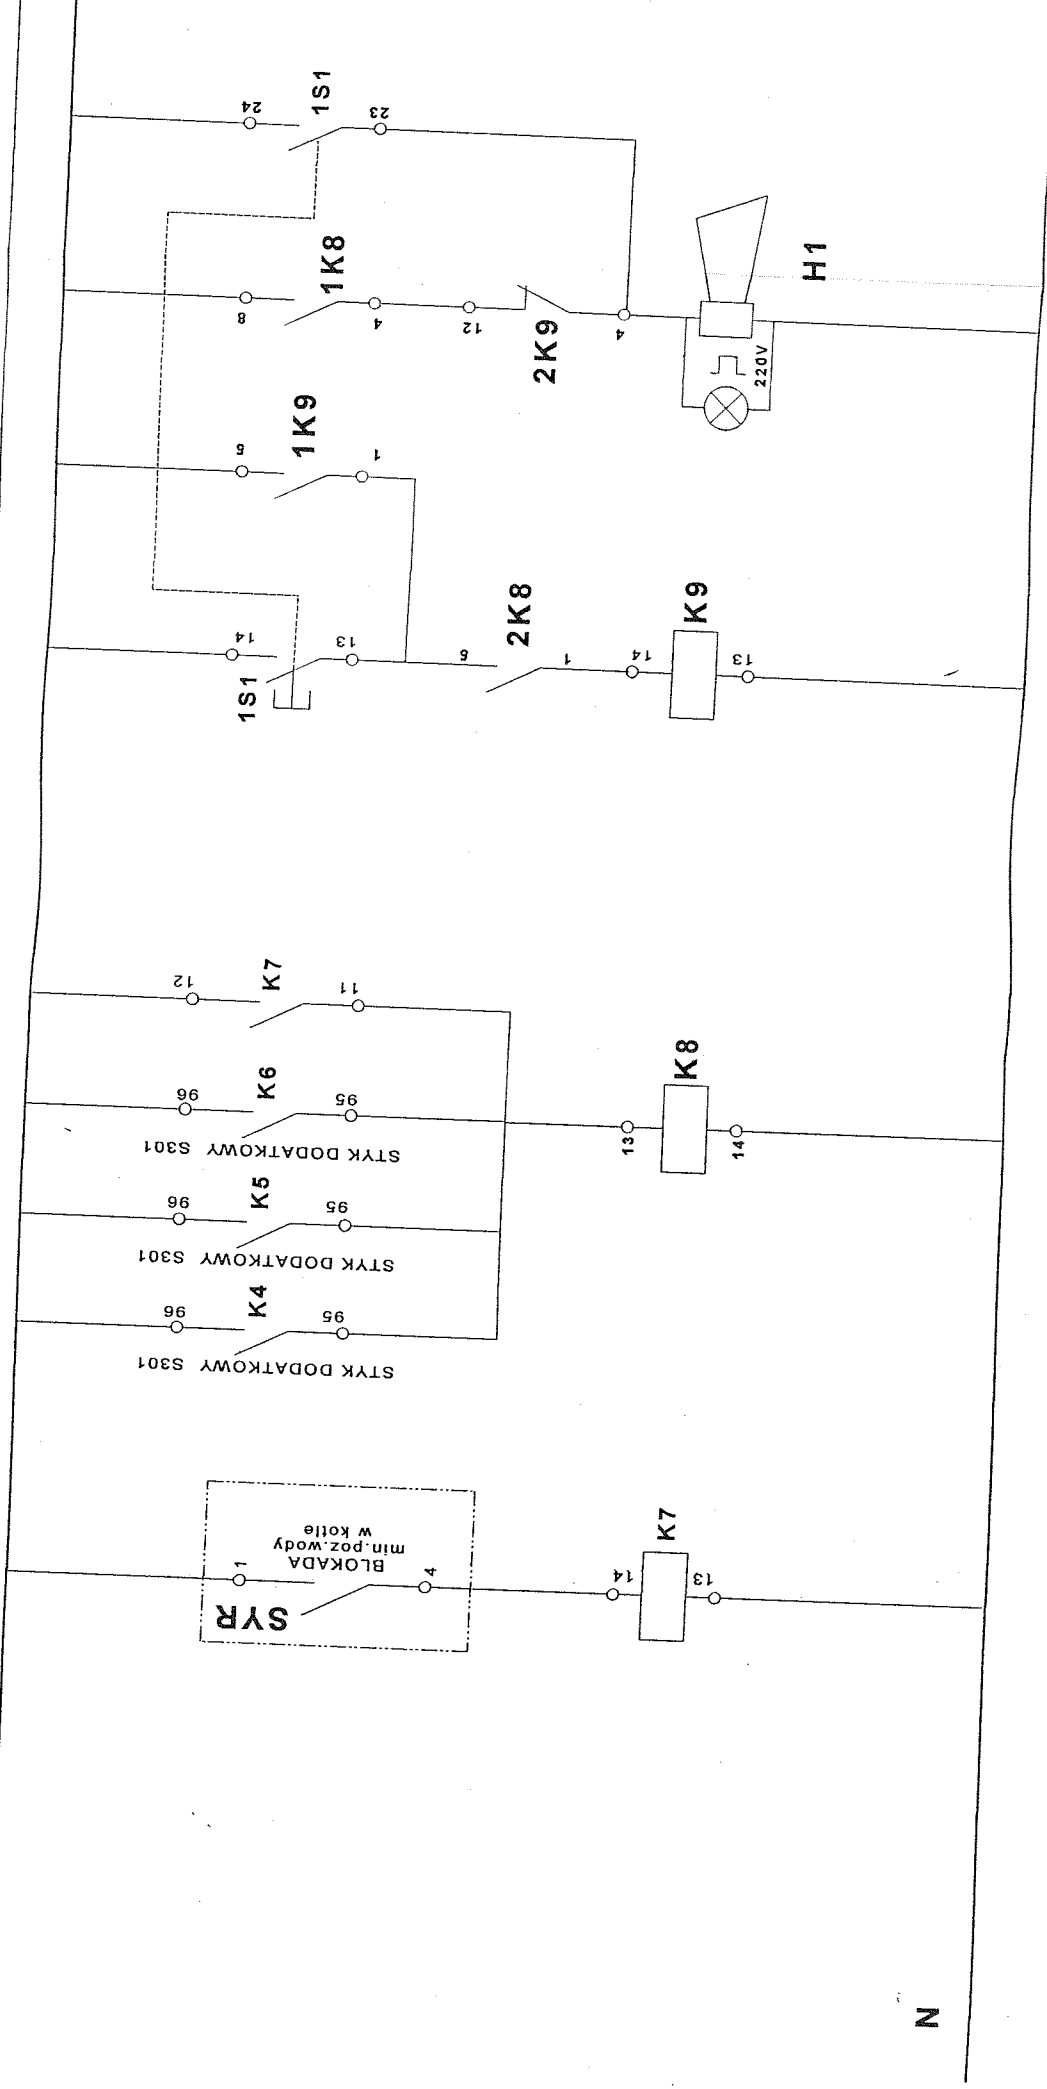 24
1S1
23
8
1K8
4
12
2K9
4
H1
220V
5
1K9
1
14
1S1
13
5
2K8
1
14
K9
13
12
K7
11
96
K6
95
STYK DODATKOWY S301
96
K5
95
STYK DODATKOWY S301
96
K4
95
STYK DODATKOWY S301
13
K8
14
1
SYR
BLOKADA
min.poz.wody
w kotle
4
14
K7
13
N